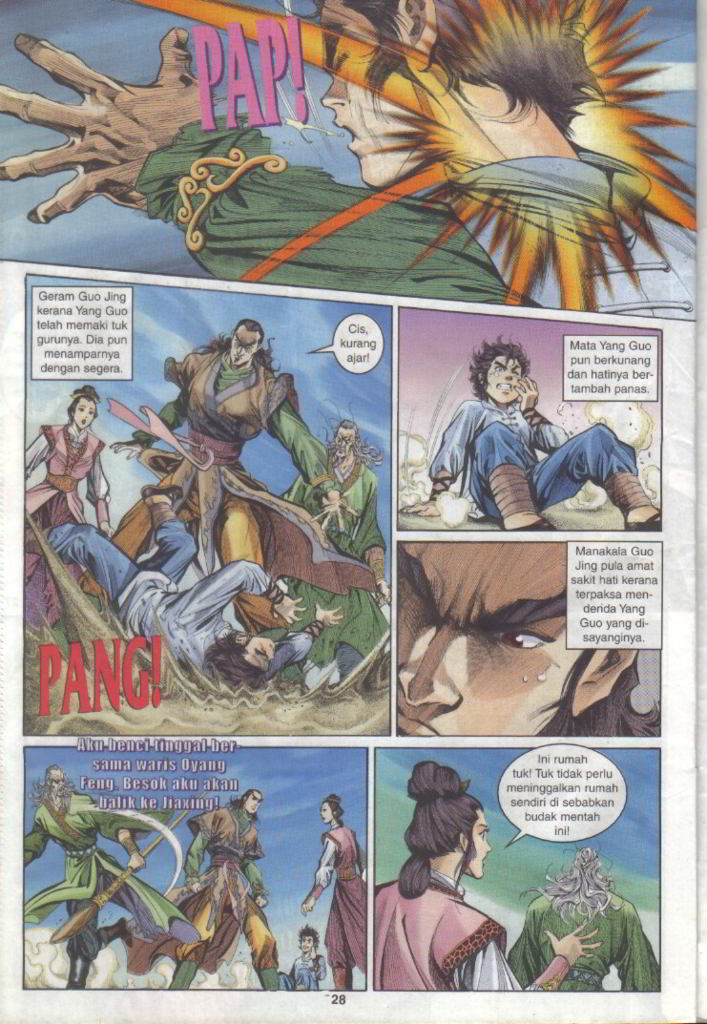 PAP!
Geram Guo Jing
kerana Yang Guo
telah memaki tuk
gurunya. Dia pun
menamparnya
dengan segera.
Cis,
kurang
ajar!
PANG!
Mata Yang Guo
pun berkunang
dan hatinya ber-
tambah panas.
Manakala Guo
Jing pula amat
sakit hati kerana
terpaksa men-
derida Yang
Guo yang di-
sayanginya.
Aku benci tinggal ber-
sama waris Oyang
Feng. Besok aku akan
balik ke Jiaxing!
Ini rumah
tuk! Tuk tidak perlu
meninggalkan rumah
sendiri di sebabkan
budak mentah
ini!
28